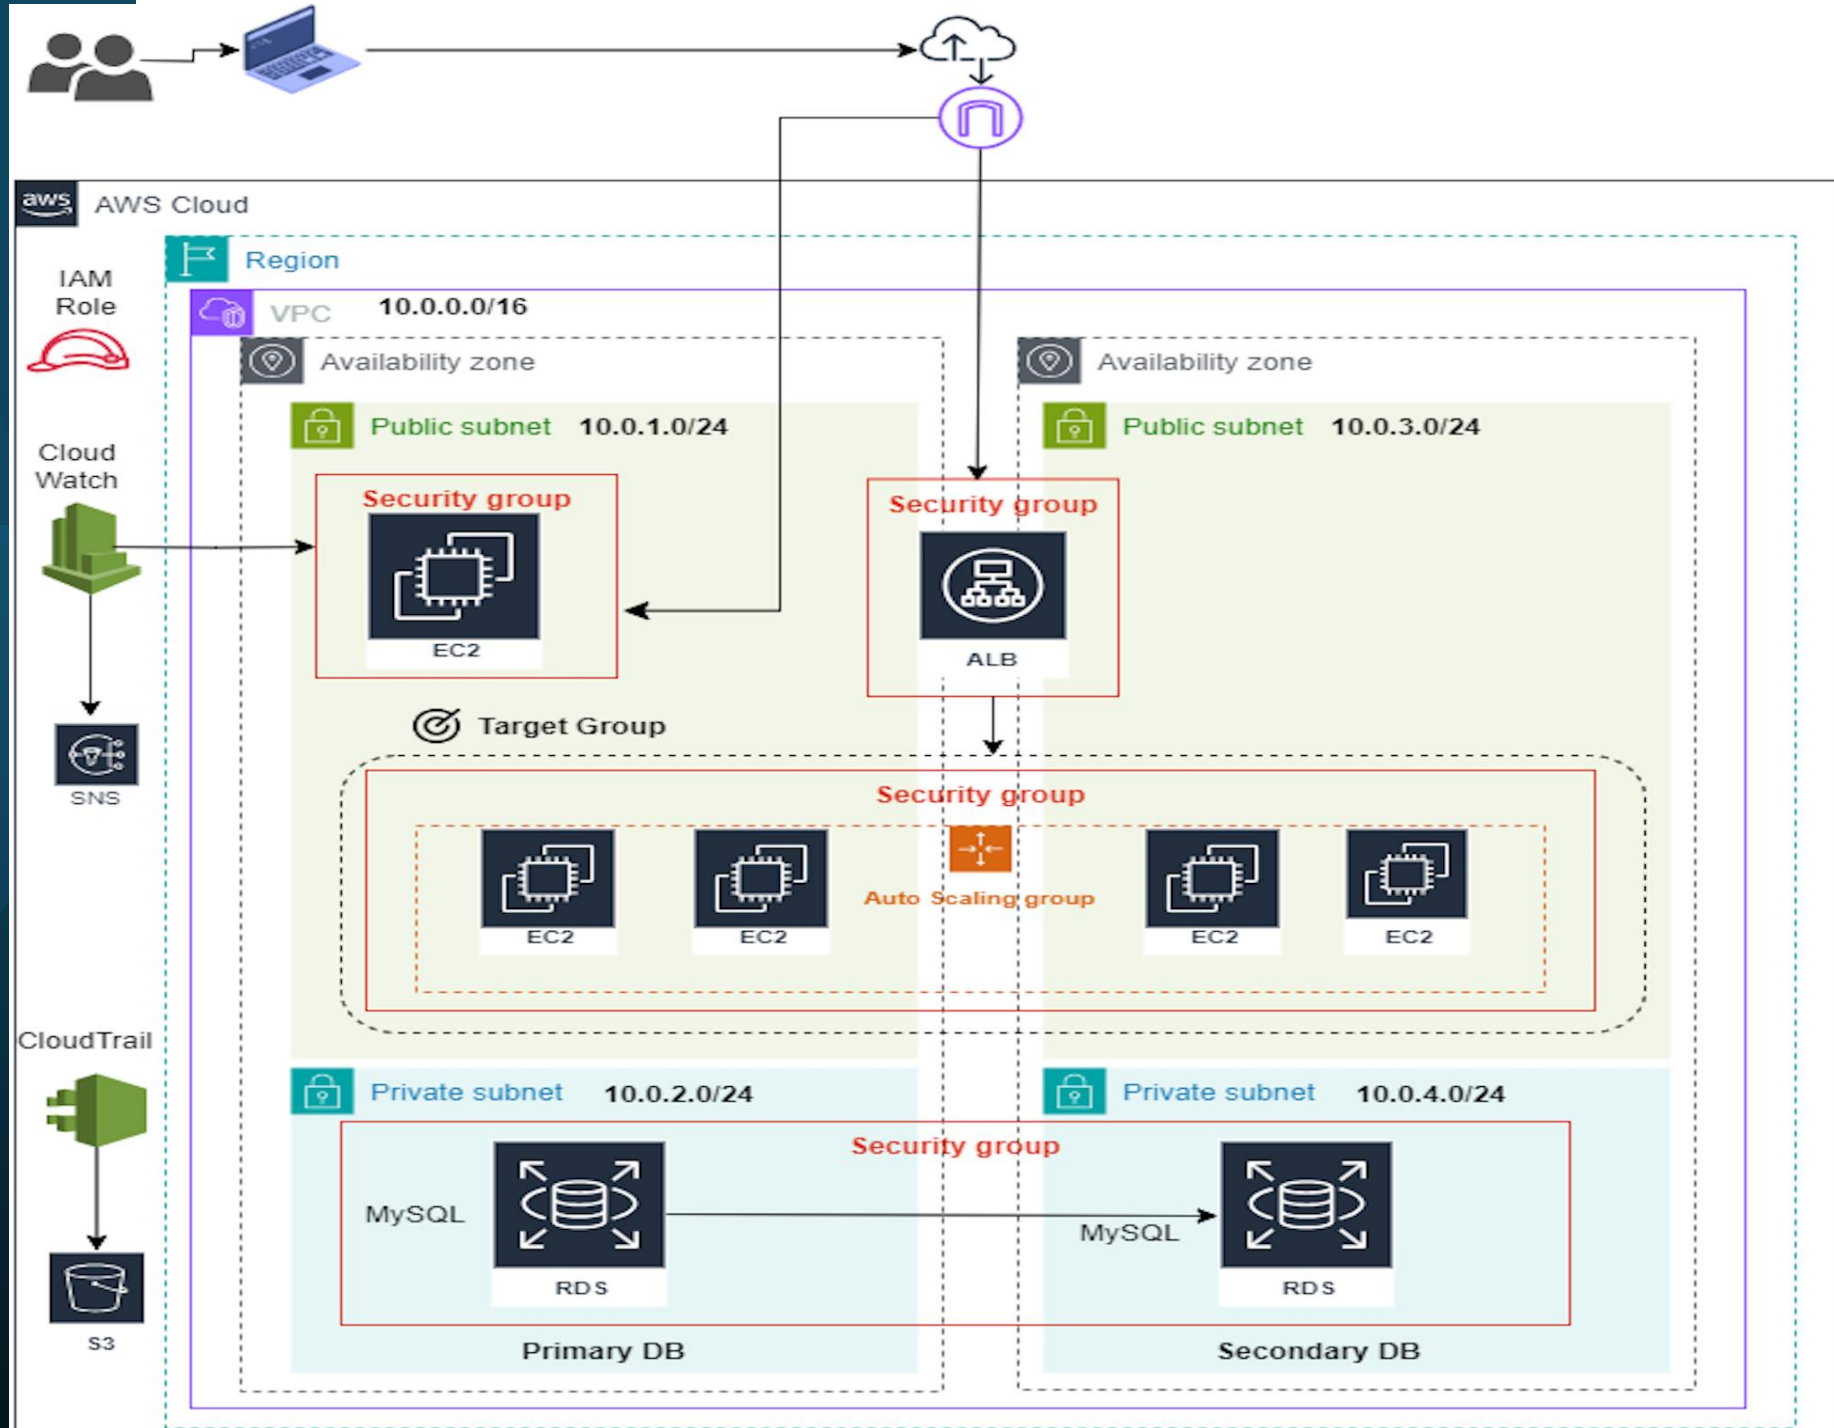 aws
AWS Cloud
IAM
Role
Region
VPC 10.0.0.0/16
Availability zone
Availability zone
Public subnet 10.0.1.0/24
Public subnet 10.0.3.0/24
Cloud
Watch
Security group
EC2
Security group
ALB
SNS
Target Group
Security group
Auto Scaling group
EC2
EC2
EC2
EC2
CloudTrail
S3
Private subnet 10.0.2.0/24
Private subnet 10.0.4.0/24
Security group
MySQL
RDS
MySQL
RDS
Primary DB
Secondary DB